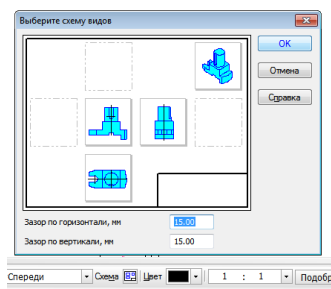 Выберите схему видов
OK
Отмена
Справка
Зазор по горизонтали, мм 15.00
Зазор по вертикали, мм 15.00
Спереди Схема Цвет 1 : 1 Подобр